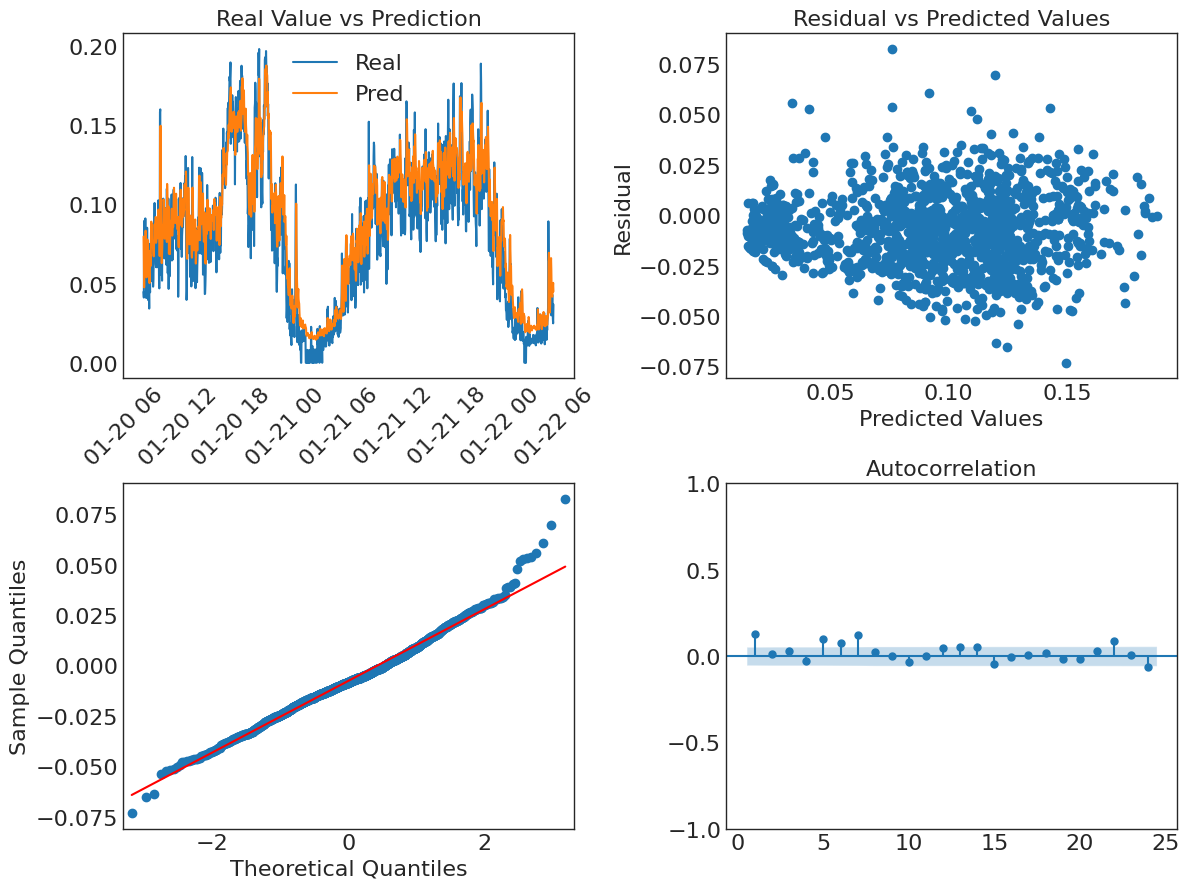 Real Value vs Prediction
0.20
0.15
0.10
0.05
0.00
Real
Pred
01-20 06
01-20 12
01-20 18
01-21 00
01-21 06
01-21 12
01-21 18
01-22 00
01-22 06
Residual vs Predicted Values
Residual
0.075
0.050
0.025
0.000
−0.025
−0.050
−0.075
0.05 0.10 0.15
Predicted Values
Sample Quantiles
0.075
0.050
0.025
0.000
−0.025
−0.050
−0.075
−2 0 2
Theoretical Quantiles
Autocorrelation
1.0
0.5
0.0
−0.5
−1.0
0 5 10 15 20 25